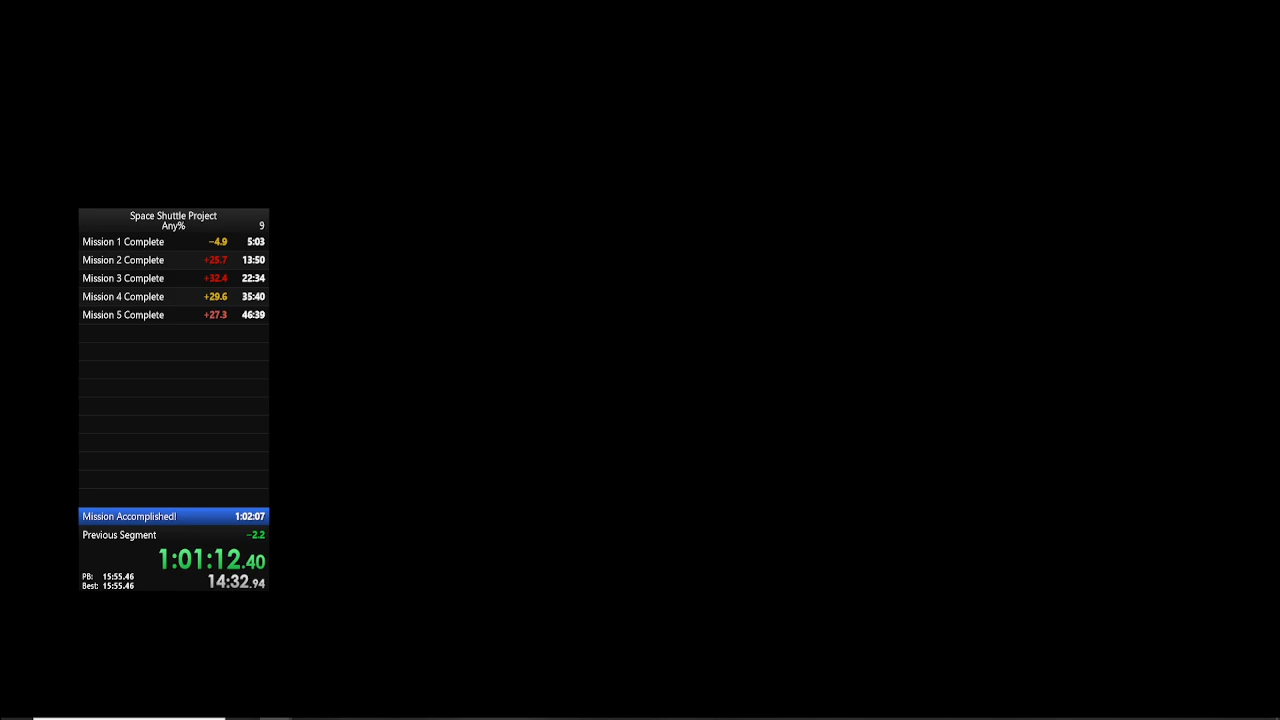 Space Shuttle Project
Any% 9
Mission 1 Complete −4.9 5:03
Mission 2 Complete +25.7 13:50
Mission 3 Complete +32.4 22:34
Mission 4 Complete +29.6 35:40
Mission 5 Complete +27.3 46:39
Mission Accomplished! 1:02:07
Previous Segment −2.2
1:01:12.40
PB: 15:55.46 14:32.94
Best: 15:55.46